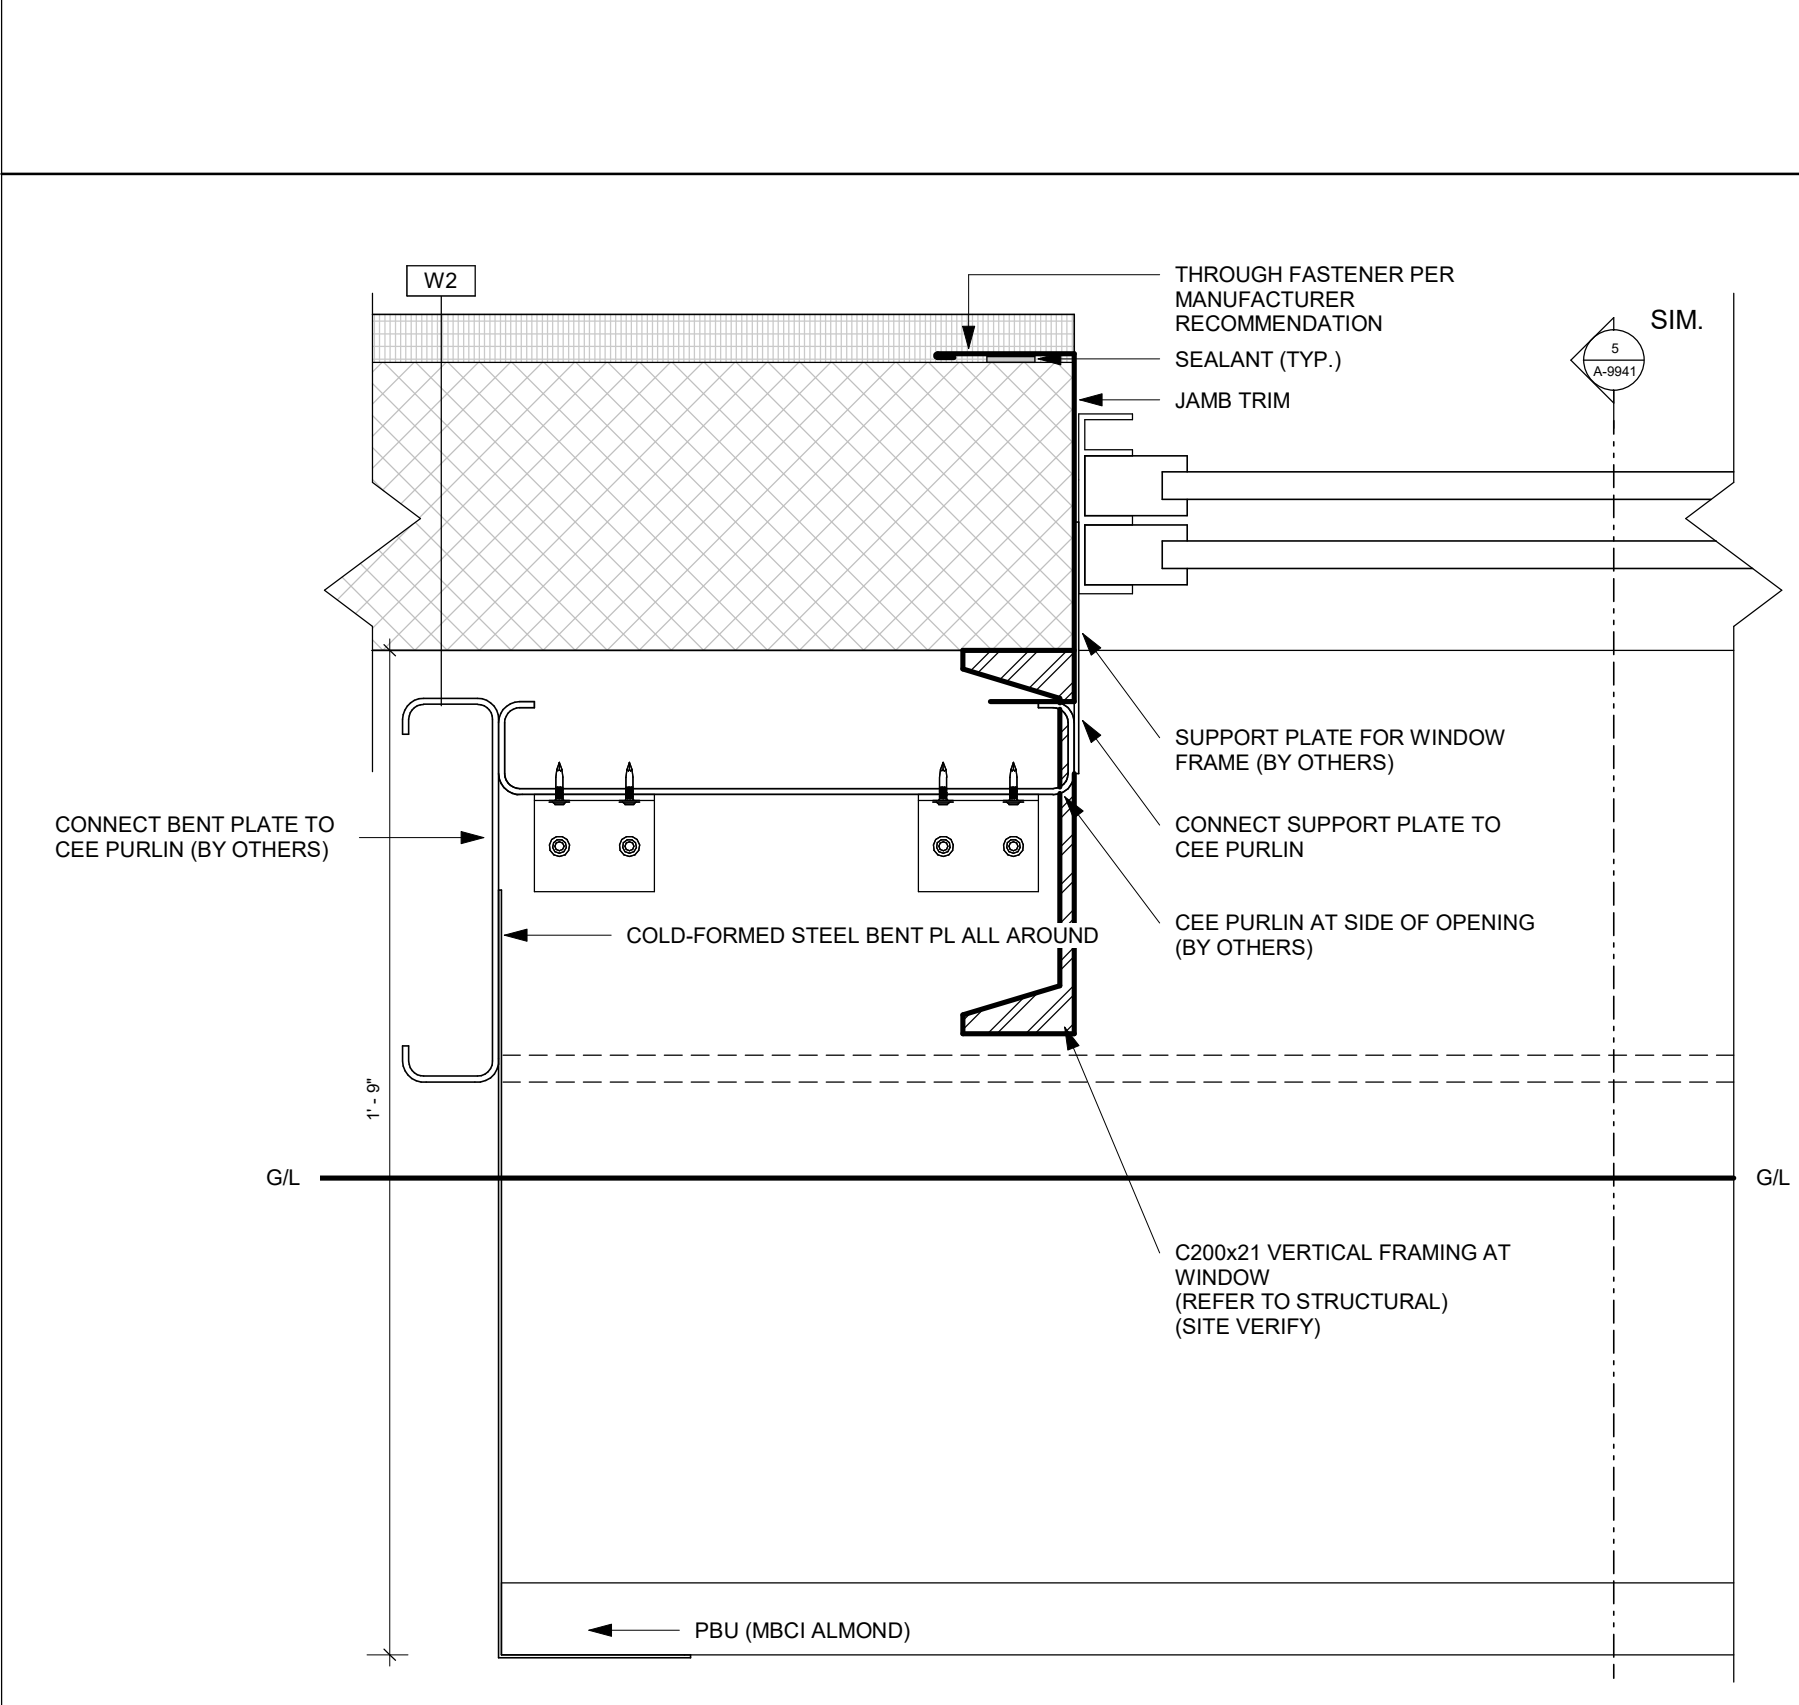 W2
THROUGH FASTENER PER
MANUFACTURER
RECOMMENDATION
SEALANT (TYP.)
JAMB TRIM
SIM.
5
A-9941
SUPPORT PLATE FOR WINDOW
FRAME (BY OTHERS)
CONNECT BENT PLATE TO
CEE PURLIN (BY OTHERS)
CONNECT SUPPORT PLATE TO
CEE PURLIN
COLD-FORMED STEEL BENT PL ALL AROUND
CEE PURLIN AT SIDE OF OPENING
(BY OTHERS)
1' - 9"
G/L
G/L
C200x21 VERTICAL FRAMING AT
WINDOW
(REFER TO STRUCTURAL)
(SITE VERIFY)
PBU (MBCI ALMOND)